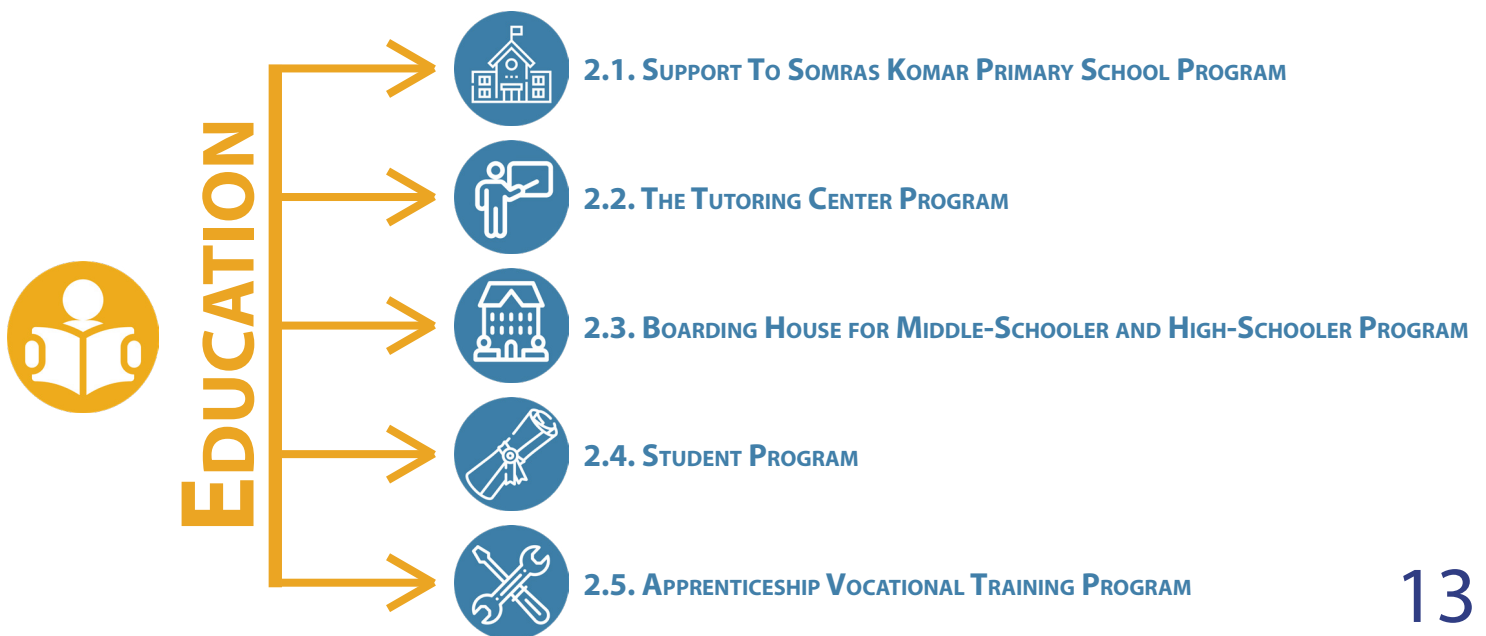 EDUCATION
2.1. SUPPORT TO SOMRAS KOMAR PRIMARY SCHOOL PROGRAM
2.2. THE TUTORING CENTER PROGRAM
2.3. BOARDING HOUSE FOR MIDDLE-SCHOOLER AND HIGH-SCHOOLER PROGRAM
2.4. STUDENT PROGRAM
2.5. APPRENTICESHIP VOCATIONAL TRAINING PROGRAM
13